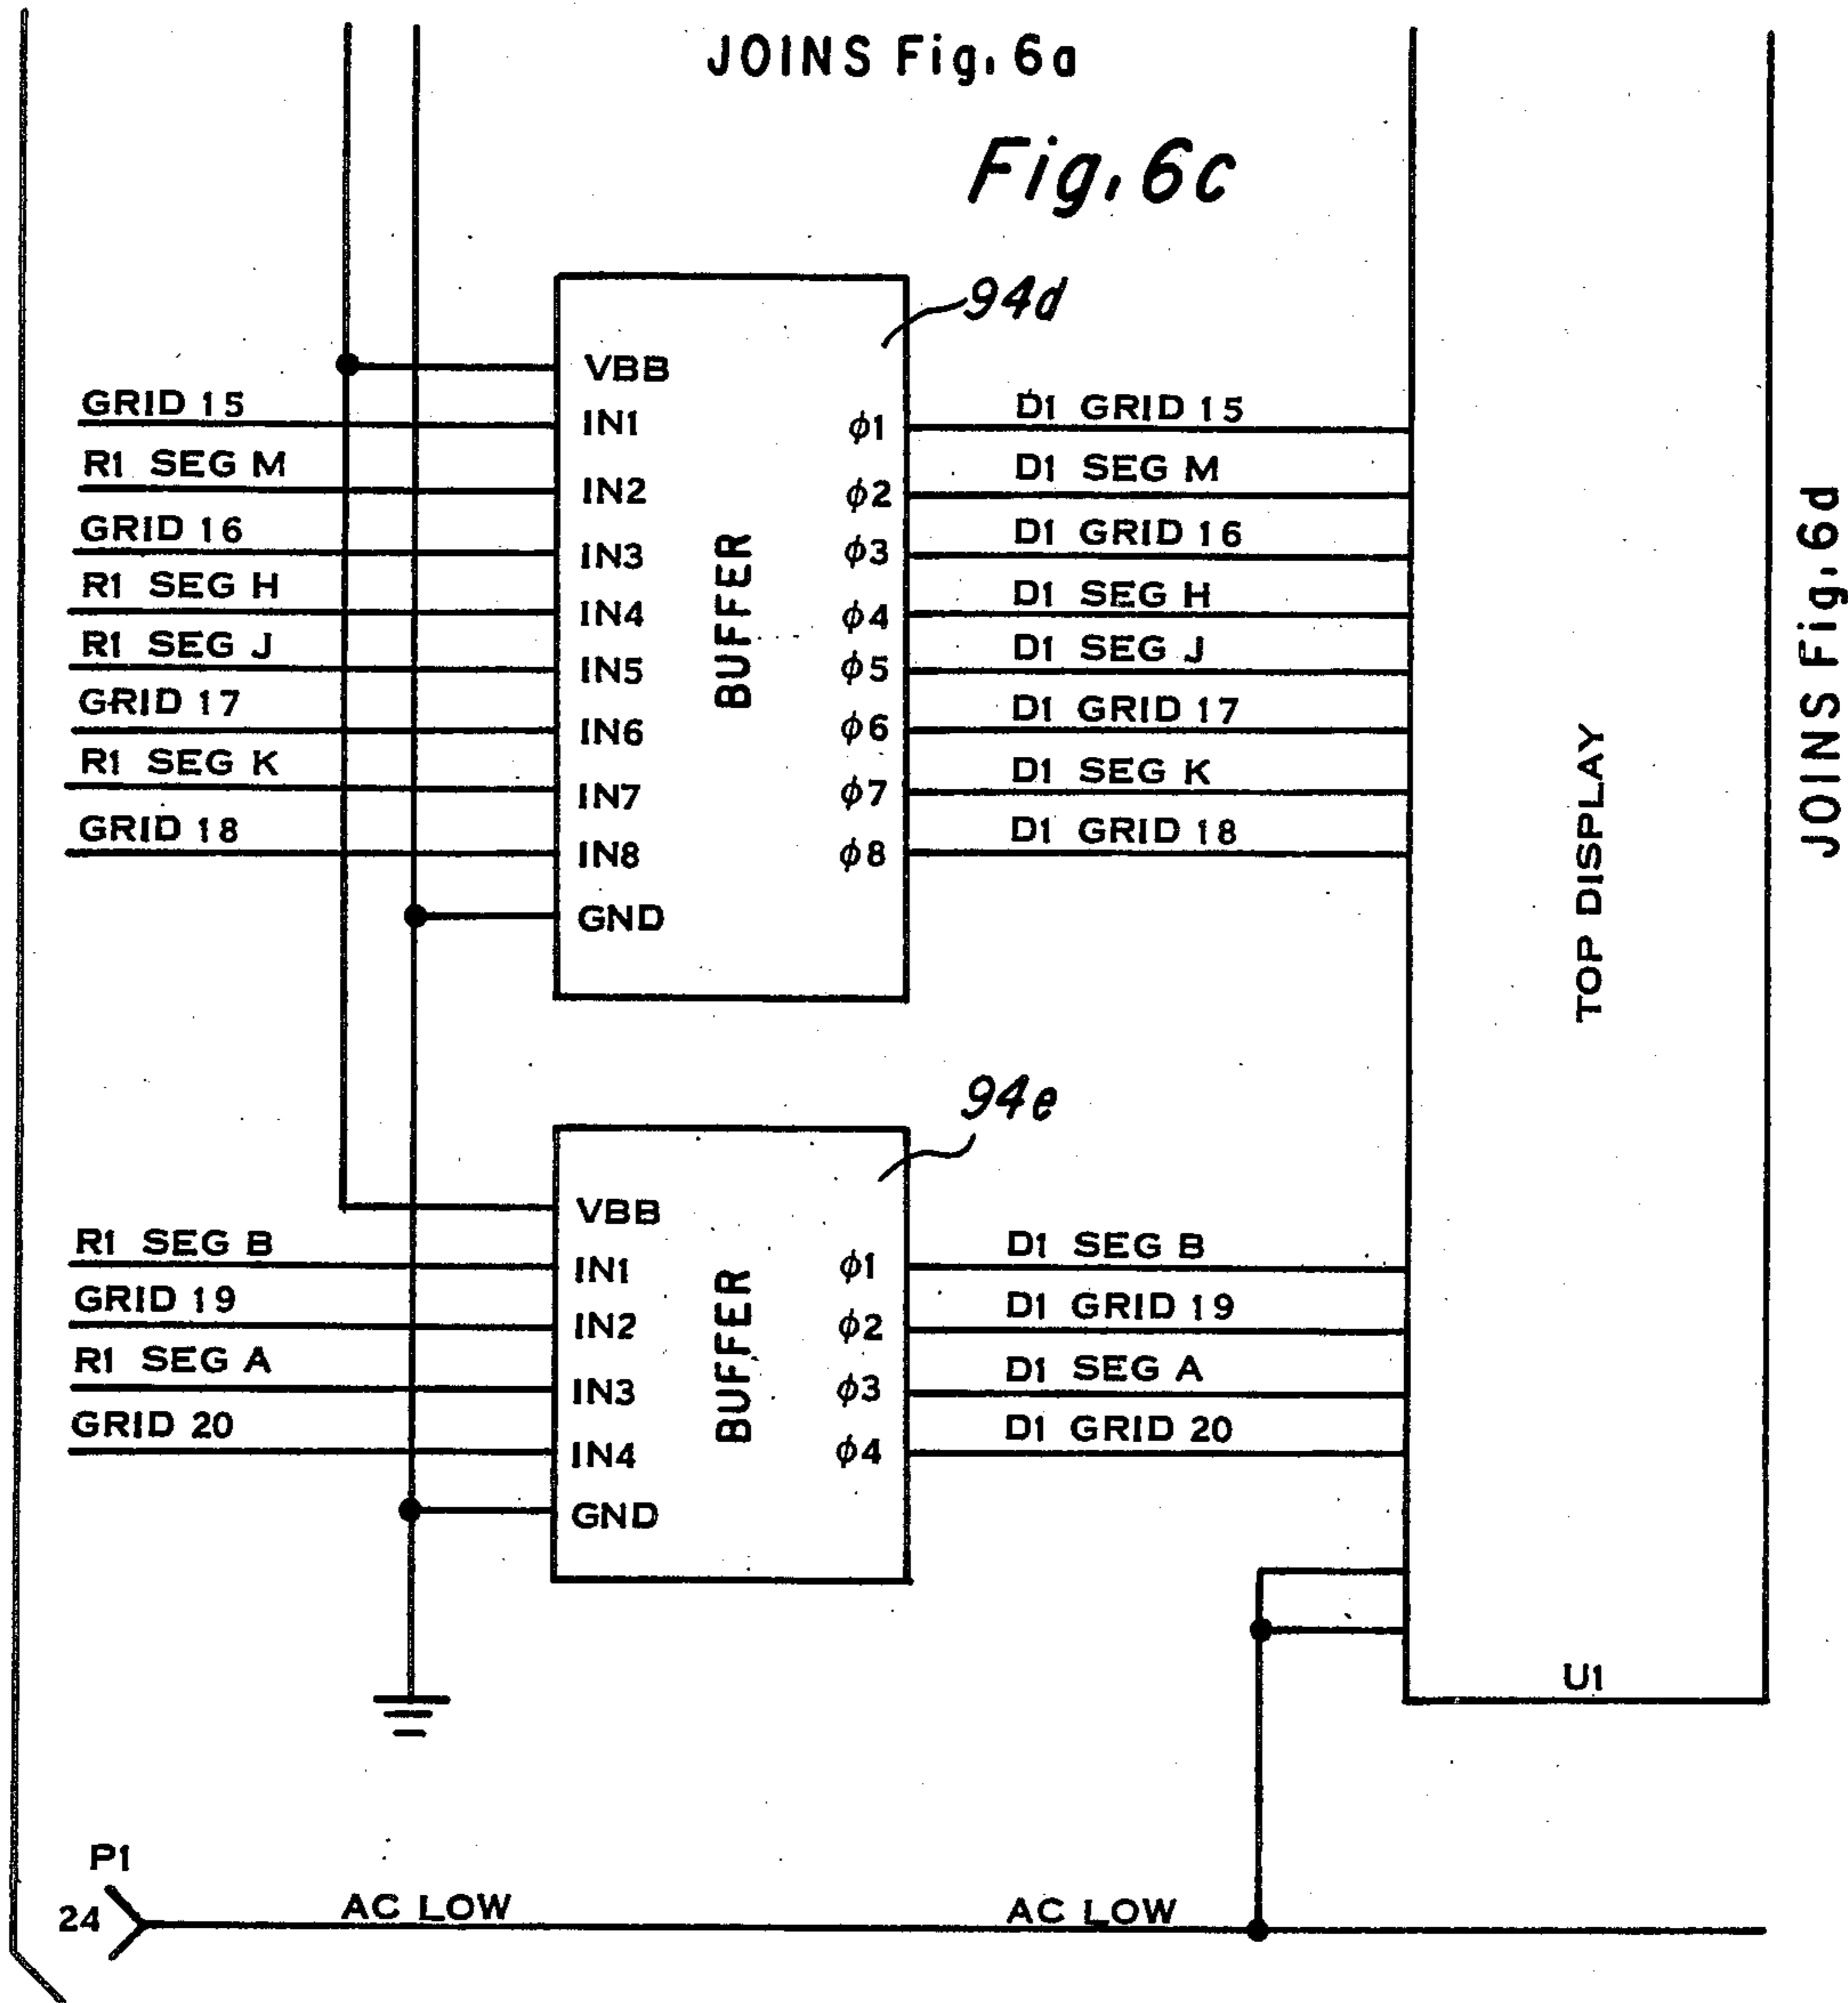 JOINS Fig. 6a
Fig. 6c
94d
VBB
GRID 15
IN1
φ1
D1 GRID 15
R1 SEG M
IN2
φ2
D1 SEG M
GRID 16
IN3
φ3
D1 GRID 16
R1 SEG H
IN4
φ4
D1 SEG H
R1 SEG J
IN5
φ5
D1 SEG J
GRID 17
IN6
φ6
D1 GRID 17
R1 SEG K
IN7
φ7
D1 SEG K
GRID 18
IN8
φ8
D1 GRID 18
GND
BUFFER
TOP DISPLAY
JOINS Fig. 6d
94e
VBB
R1 SEG B
IN1
φ1
D1 SEG B
GRID 19
IN2
φ2
D1 GRID 19
R1 SEG A
IN3
φ3
D1 SEG A
GRID 20
IN4
φ4
D1 GRID 20
GND
BUFFER
U1
P1
24
AC LOW
AC LOW